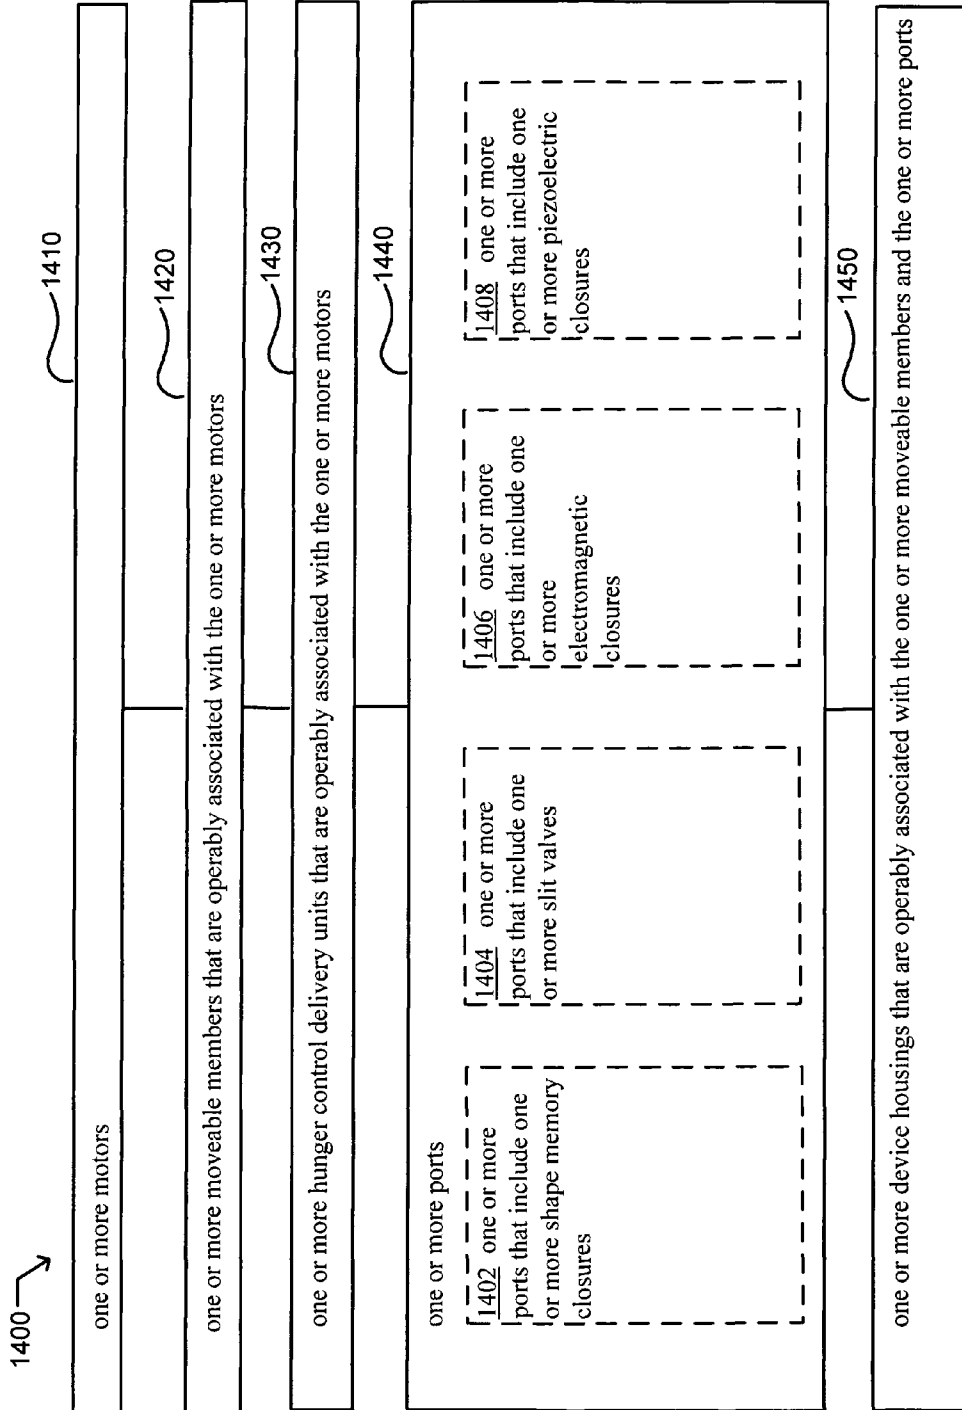 1400
1410
one or more motors
1420
one or more moveable members that are operably associated with the one or more motors
1430
one or more hunger control delivery units that are operably associated with the one or more motors
1440
one or more ports
1402 one or more
ports that include one
or more shape memory
closures
1404 one or more
ports that include one
or more slit valves
1406 one or more
ports that include one
or more
electromagnetic
closures
1408 one or more
ports that include one
or more piezoelectric
closures
1450
one or more device housings that are operably associated with the one or more moveable members and the one or more ports